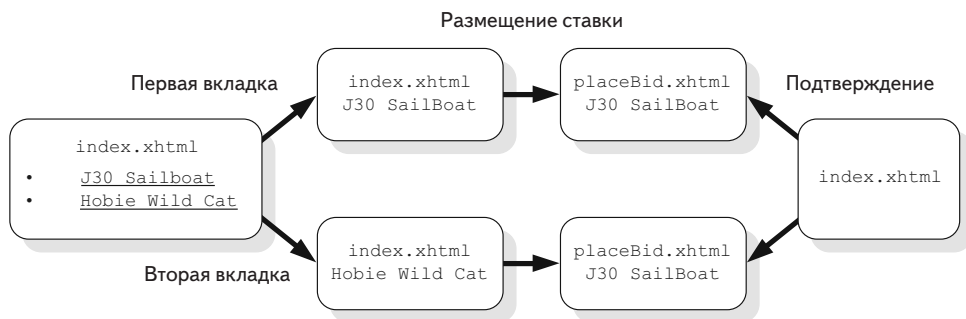 Размещение ставки
Первая вкладка
index.xhtml
J30 SailBoat
placeBid.xhtml
J30 SailBoat
Подтверждение
index.xhtml
• J30 Sailboat
• Hobie Wild Cat
index.xhtml
Вторая вкладка
index.xhtml
Hobie Wild Cat
placeBid.xhtml
J30 SailBoat